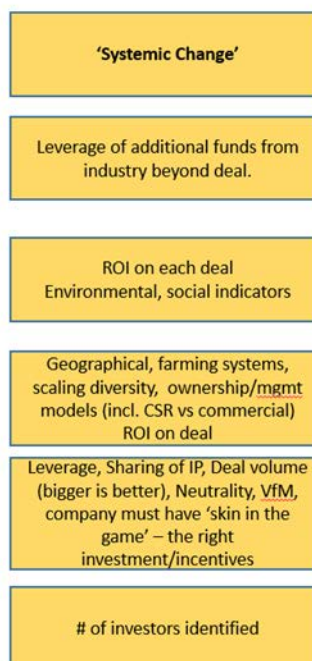 ‘Systemic Change’
Leverage of additional funds from
industry beyond deal.
ROI on each deal
Environmental, social indicators
Geographical, farming systems,
scaling diversity, ownership/mgmt
models (incl. CSR vs commercial)
ROI on deal
Leverage, Sharing of IP, Deal volume
(bigger is better), Neutrality, VfM,
company must have ‘skin in the
game’ – the right
investment/incentives
# of investors identified